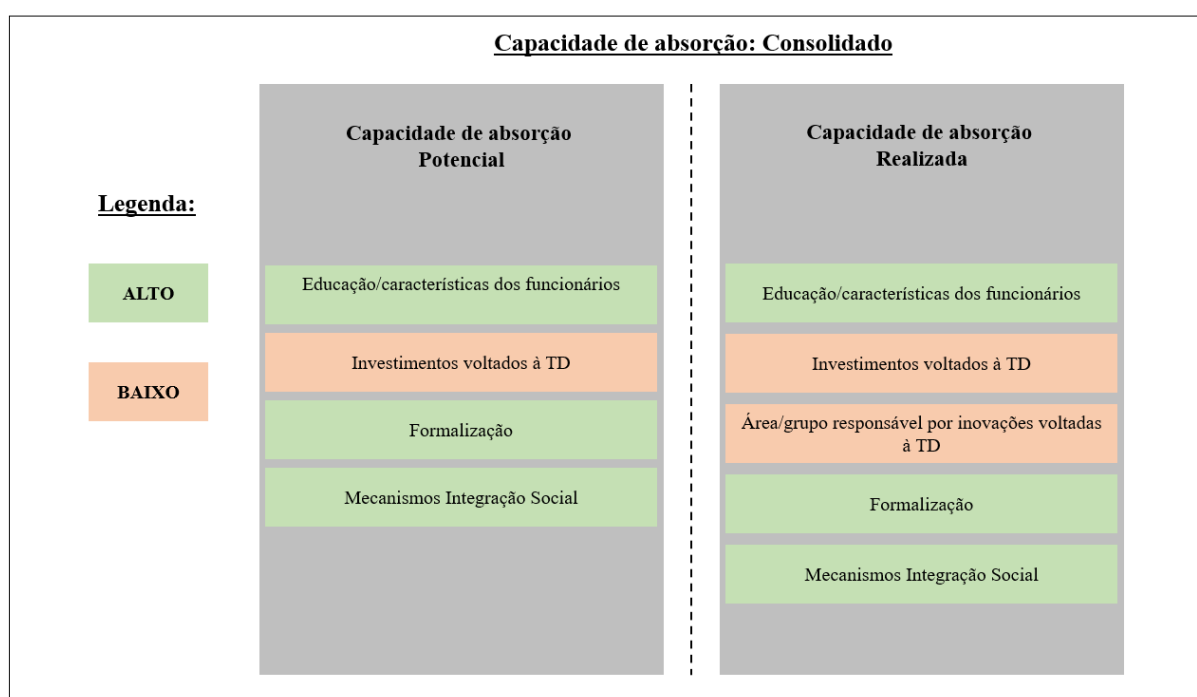 Capacidade de absorção: Consolidado
Legenda:
ALTO
BAIXO
Capacidade de absorção
Potencial
Educação/características dos funcionários
Investimentos voltados à TD
Formalização
Mecanismos Integração Social
Capacidade de absorção
Realizada
Educação/características dos funcionários
Investimentos voltados à TD
Área/grupo responsável por inovações voltadas
à TD
Formalização
Mecanismos Integração Social